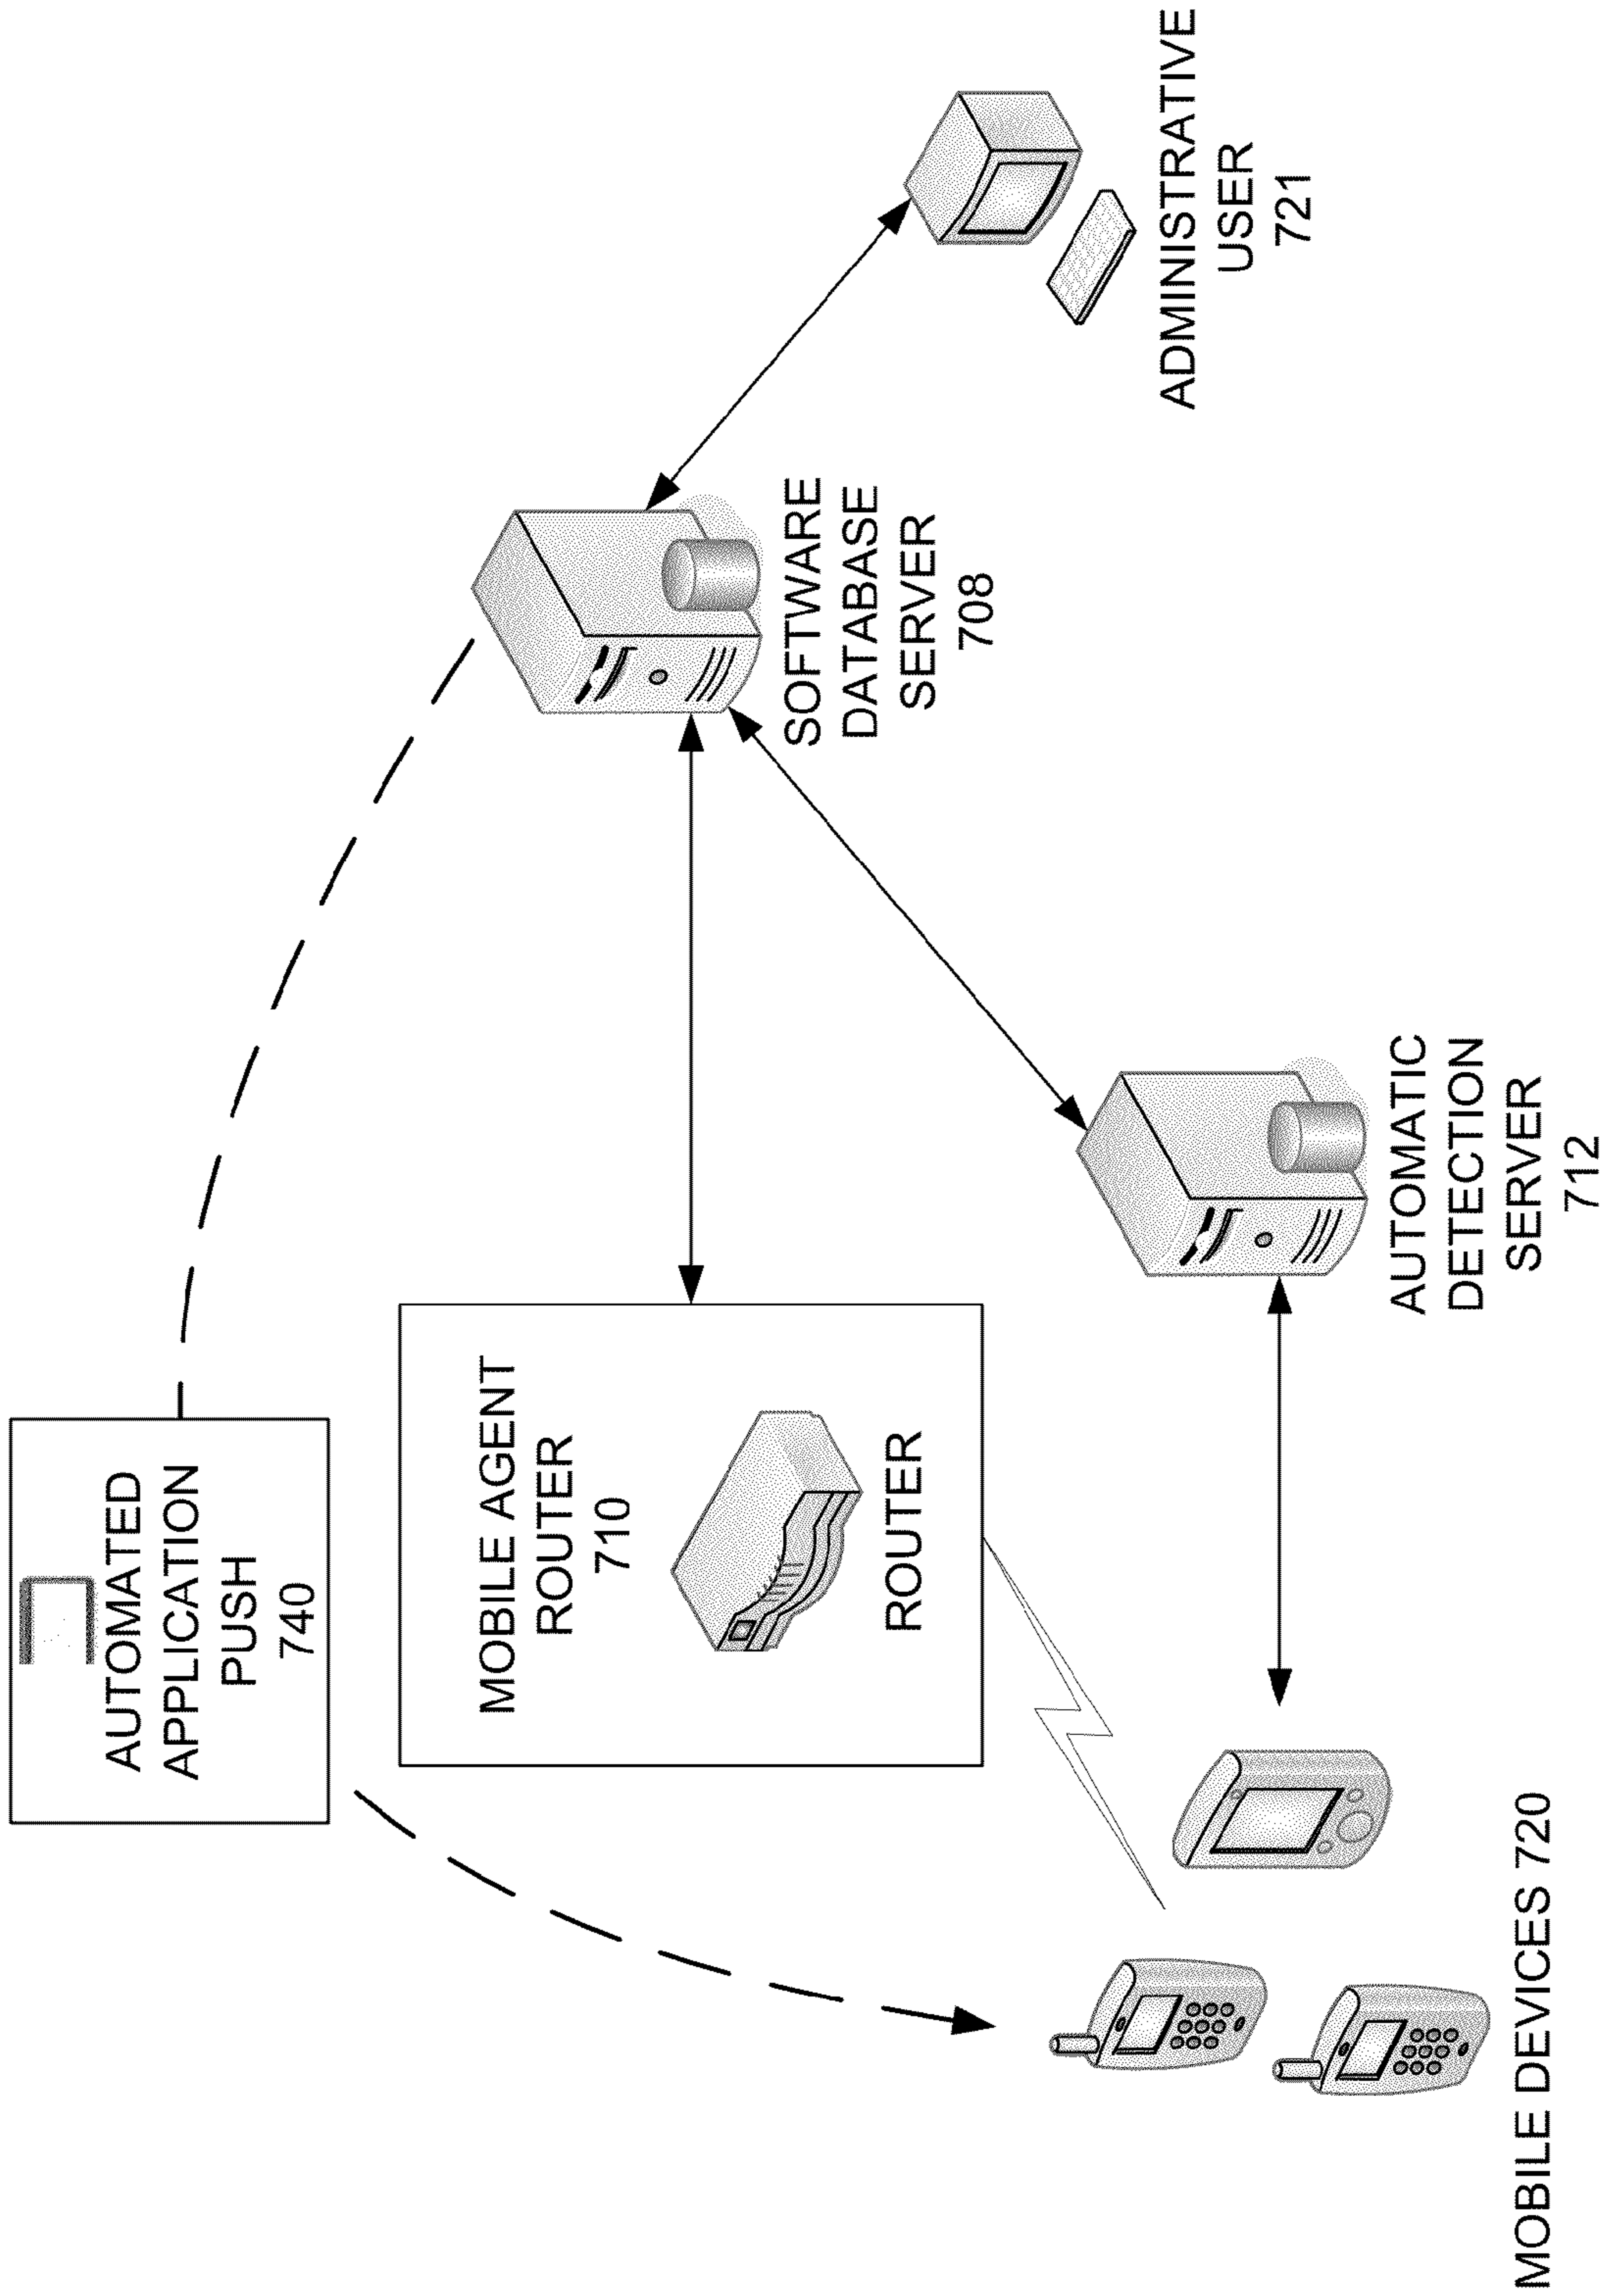 AUTOMATED
APPLICATION
PUSH
740
MOBILE AGENT
ROUTER
710
ROUTER
SOFTWARE
DATABASE
SERVER
708
ADMINISTRATIVE
USER
721
AUTOMATIC
DETECTION
SERVER
712
MOBILE DEVICES 720